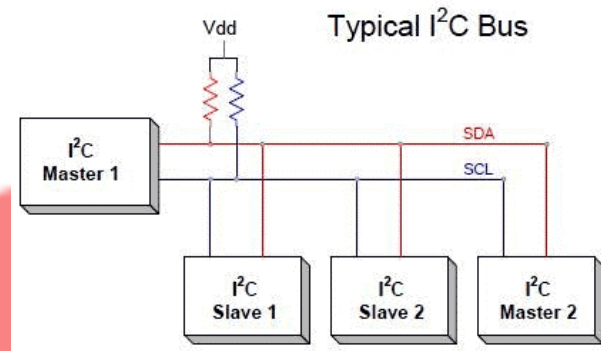 Typical I²C Bus
Vdd
I²C
Master 1
SDA
SCL
I²C
Slave 1
I²C
Slave 2
I²C
Master 2